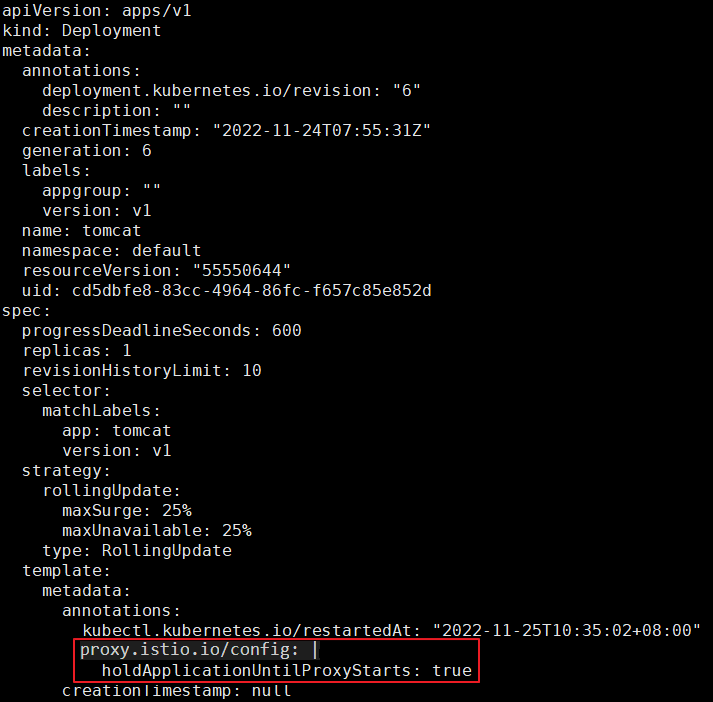 apiVersion: apps/v1
kind: Deployment
metadata:
  annotations:
    deployment.kubernetes.io/revision: "6"
    description: ""
  creationTimestamp: "2022-11-24T07:55:31Z"
  generation: 6
  labels:
    appgroup: ""
    version: v1
  name: tomcat
  namespace: default
  resourceVersion: "55550644"
  uid: cd5dbfe8-83cc-4964-86fc-f657c85e852d
spec:
  progressDeadlineSeconds: 600
  replicas: 1
  revisionHistoryLimit: 10
  selector:
    matchLabels:
      app: tomcat
      version: v1
  strategy:
    rollingUpdate:
      maxSurge: 25%
      maxUnavailable: 25%
    type: RollingUpdate
  template:
    metadata:
      annotations:
        kubectl.kubernetes.io/restartedAt: "2022-11-25T10:35:02+08:00"
        proxy.istio.io/config: |
          holdApplicationUntilProxyStarts: true
      creationTimestamp: null